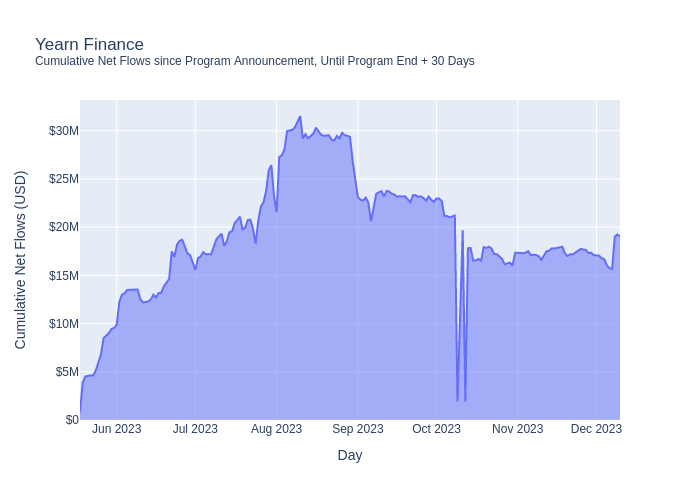 Yearn Finance
Cumulative Net Flows since Program Announcement, Until Program End + 30 Days
Cumulative Net Flows (USD)
$30M
$25M
$20M
$15M
$10M
$5M
$0
Jun 2023 Jul 2023 Aug 2023 Sep 2023 Oct 2023 Nov 2023 Dec 2023
Day